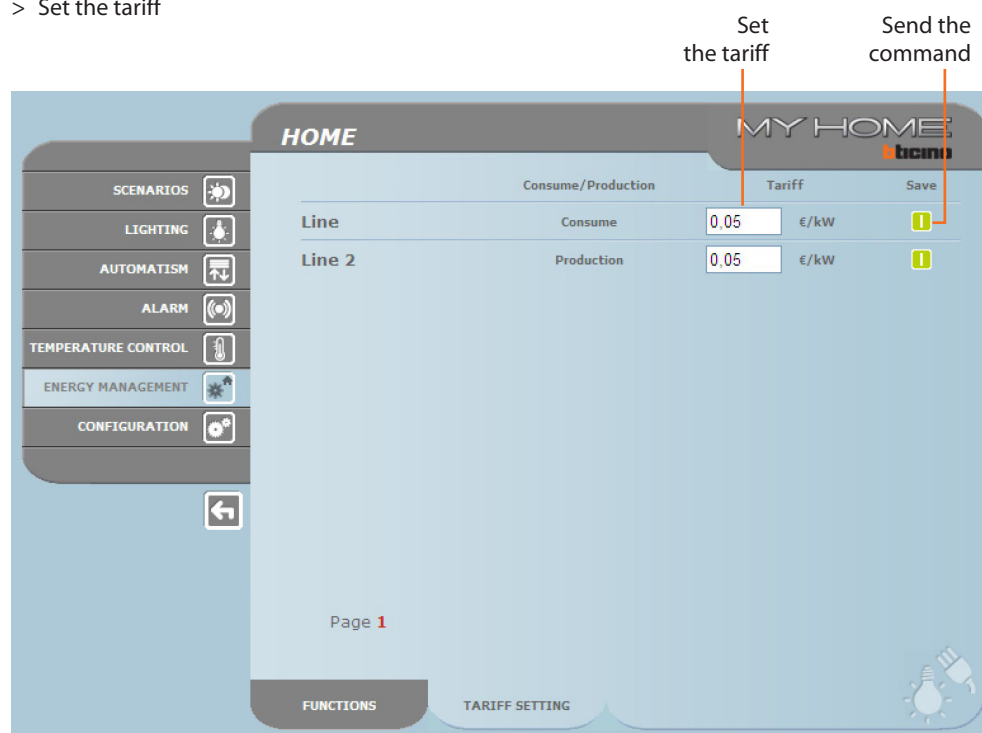 > Set the tariff
Set
the tariff
Send the
command
HOME
MY HOME
bticino
SCENARIOS
LIGHTING
AUTOMATISM
ALARM
TEMPERATURE CONTROL
ENERGY MANAGEMENT
CONFIGURATION
Consume/Production Tariff Save
Line Consume 0,05 €/kW
Line 2 Production 0,05 €/kW
Page 1
FUNCTIONS TARIFF SETTING